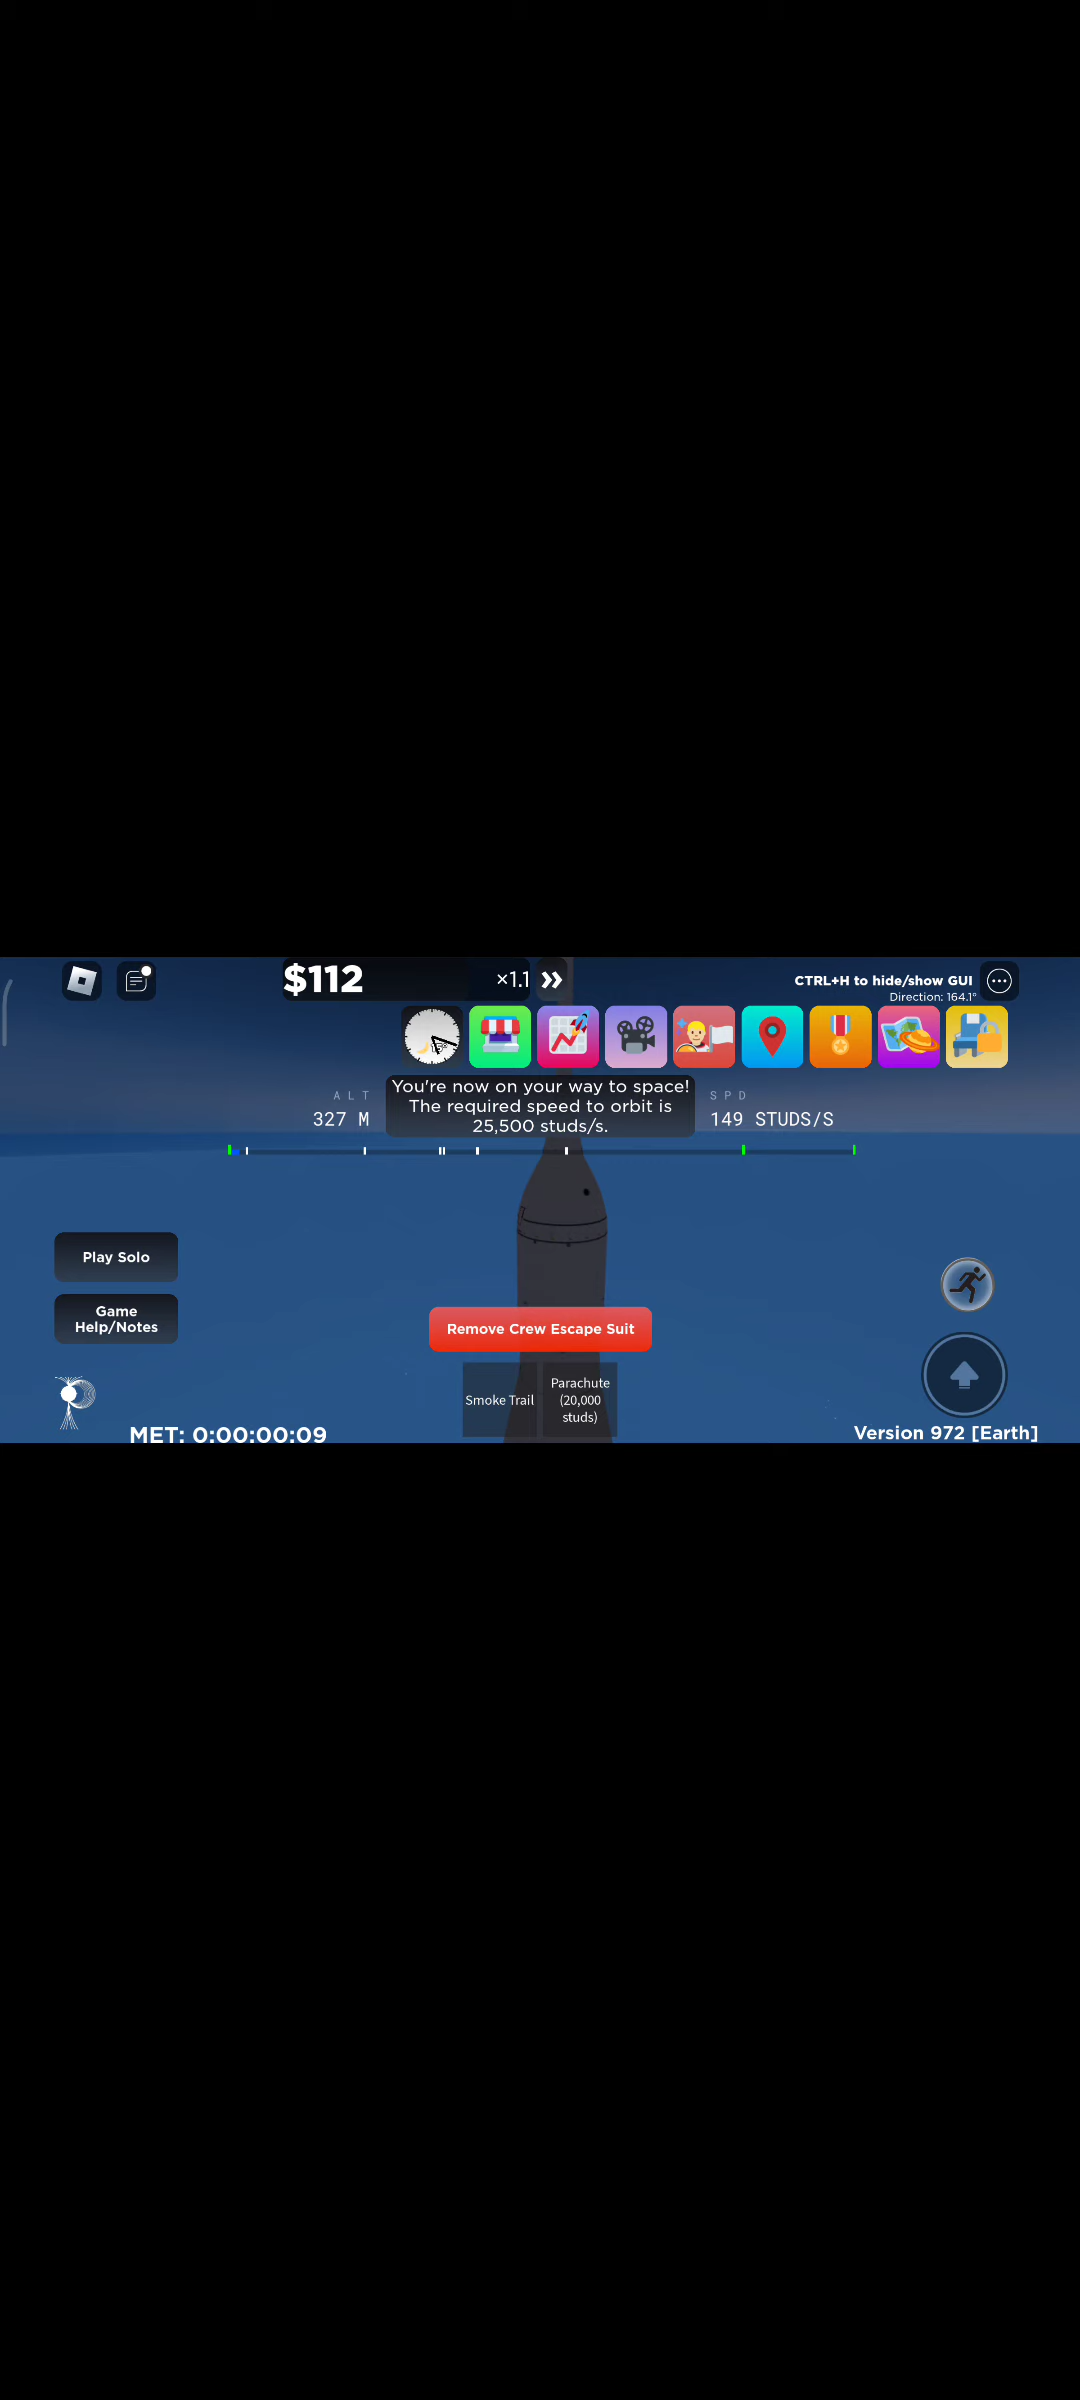 $112
×1.1
CTRL+H to hide/show GUI
Direction: 164.1°
ALT
327 M
You're now on your way to space!
The required speed to orbit is
25,500 studs/s.
SPD
149 STUDS/S
Play Solo
Game
Help/Notes
Remove Crew Escape Suit
Smoke Trail
Parachute
(20,000
studs)
MET: 0:00:00:09
Version 972 [Earth]